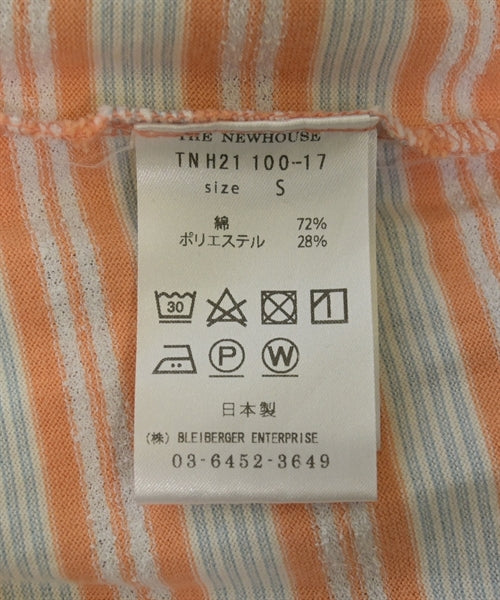 THE NEWHOUSE
TNH21 100-17
size S
綿 72%
ポリエステル 28%
30
P W
日本製
(株) BLEIBERGER ENTERPRISE
03-6452-3649